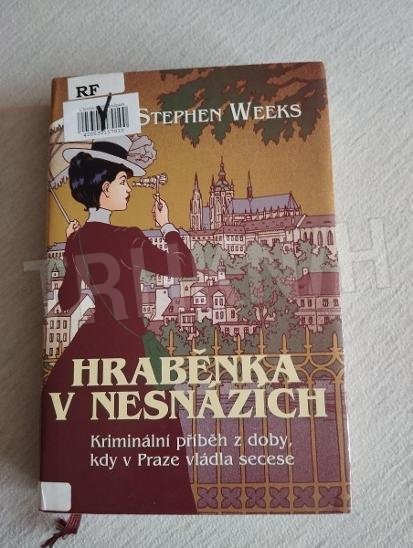 RF
STEPHEN WEEKS
HRABĚNKA
V NESNÁZÍCH
Kriminální příběh z doby,
kdy v Praze vládla secese